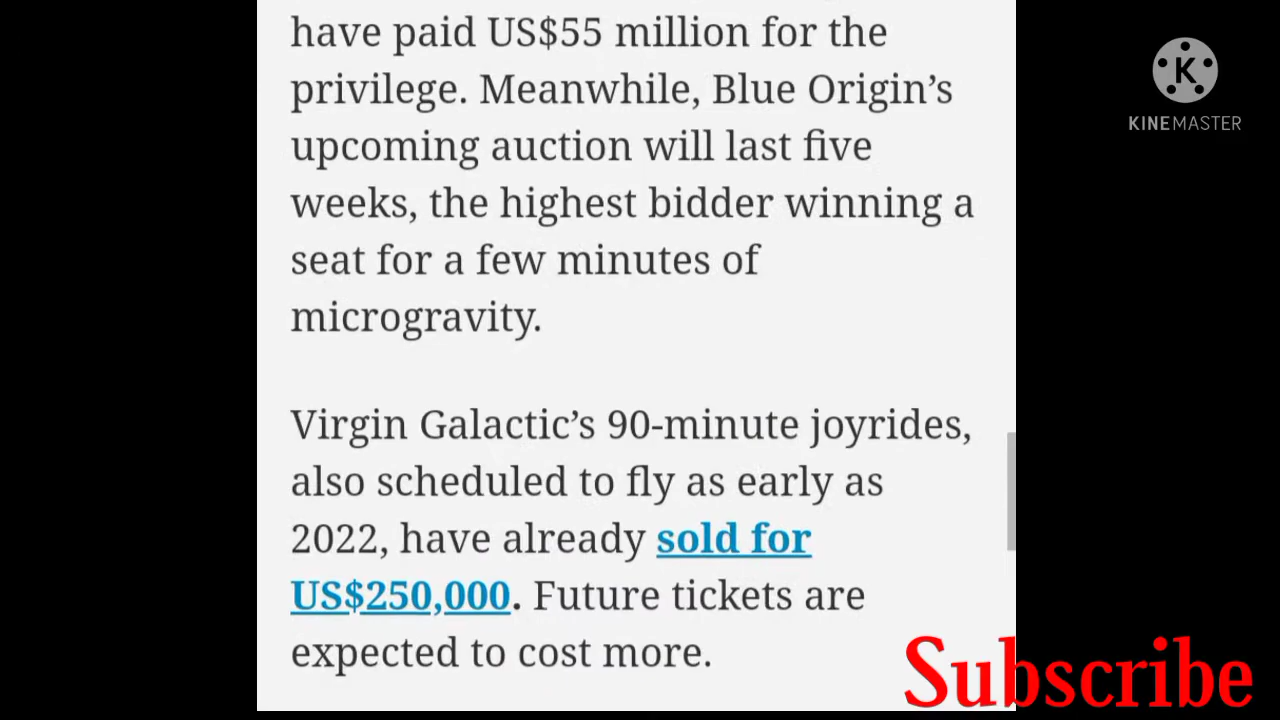 have paid US$55 million for the
privilege. Meanwhile, Blue Origin’s
upcoming auction will last five
weeks, the highest bidder winning a
seat for a few minutes of
microgravity.
Virgin Galactic’s 90-minute joyrides,
also scheduled to fly as early as
2022, have already sold for
US$250,000. Future tickets are
expected to cost more.
K
KINEMASTER
Subscribe